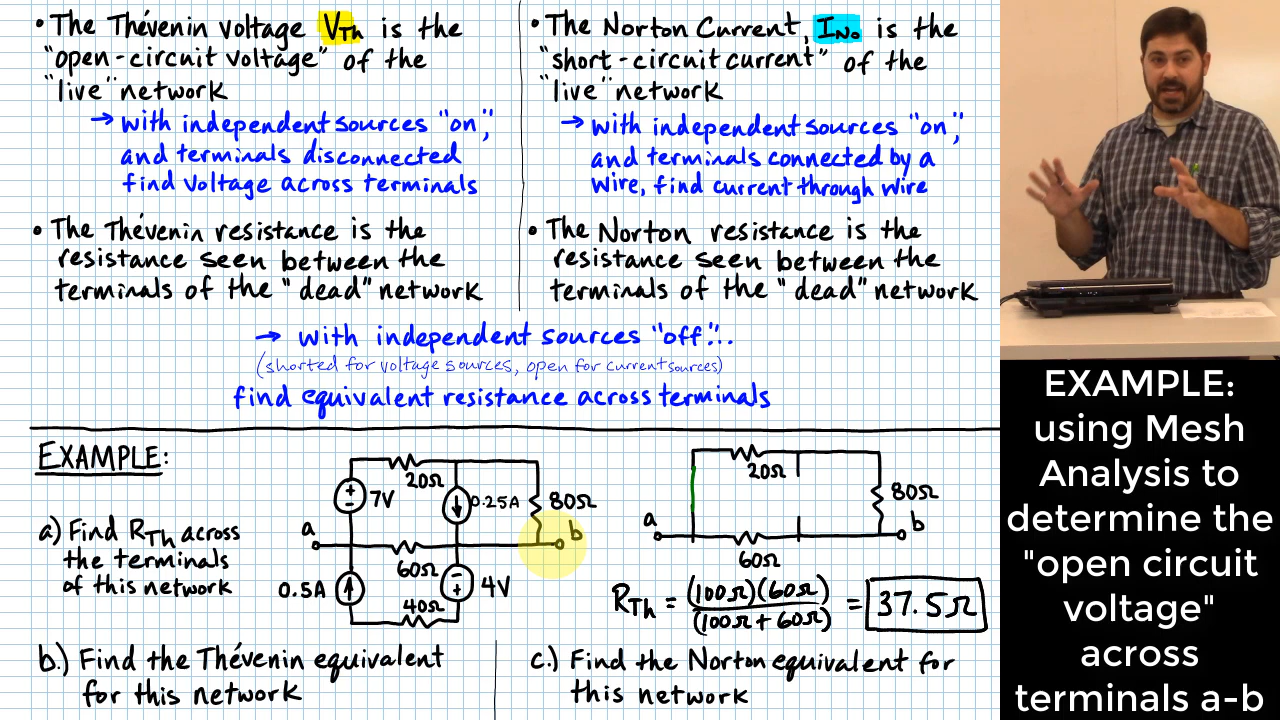 • The Thévenin voltage VTh is the
"open-circuit voltage" of the
"live" network
→ with independent sources "on",
and terminals disconnected
find voltage across terminals
• The Thévenin resistance is the
resistance seen between the
terminals of the "dead" network
• The Norton Current, INo is the
"short-circuit current" of the
"live" network
→ with independent sources "on",
and terminals connected by a
wire, find current through wire
• The Norton resistance is the
resistance seen between the
terminals of the "dead" network
→ with independent sources "off"...
(shorted for voltage sources, open for current sources)
find equivalent resistance across terminals
EXAMPLE:
a) Find RTh across
the terminals
of this network
20Ω
+
-
7V
0.25A
80Ω
a
b
60Ω
0.5A
-
+
4V
40Ω
20Ω
80Ω
a
b
60Ω
RTh = (100Ω)(60Ω) / (100Ω + 60Ω) = 37.5Ω
b.) Find the Thévenin equivalent
for this network
c.) Find the Norton equivalent for
this network
EXAMPLE:
using Mesh
Analysis to
determine the
"open circuit
voltage"
across
terminals a-b